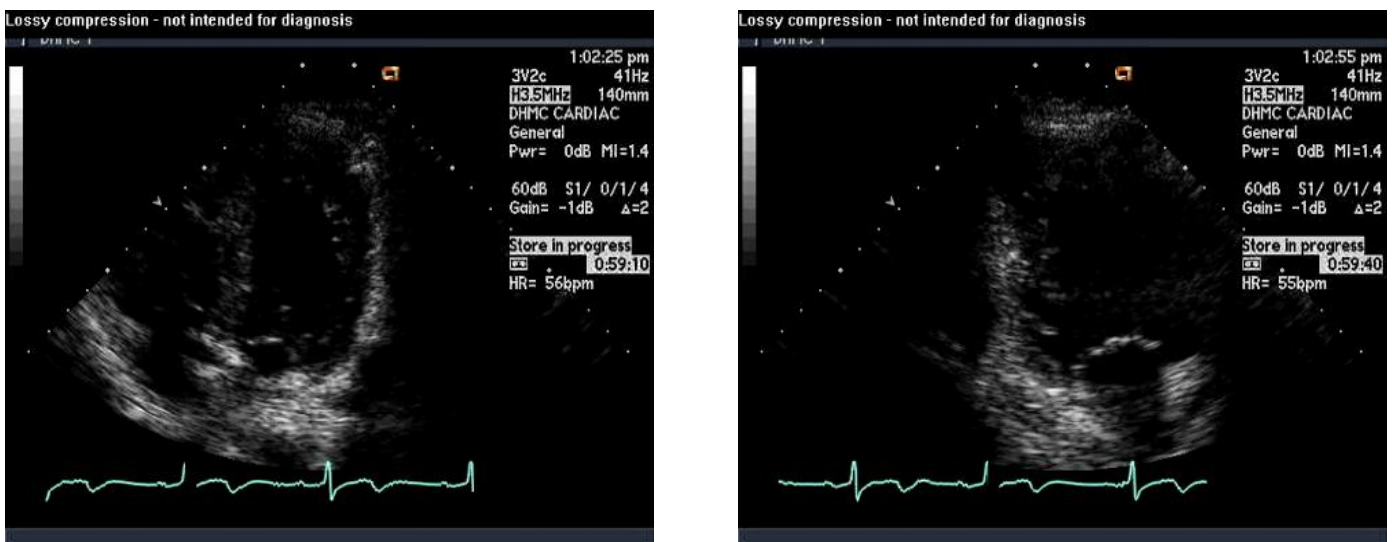 Lossy compression - not intended for diagnosis
1:02:25 pm
3V2c 41Hz
H3.5MHz 140mm
DHMC CARDIAC
General
Pwr= 0dB MI=1.4
60dB S1/ 0/1/4
Gain= -1dB Δ=2
Store in progress
0:59:10
HR= 56bpm
Lossy compression - not intended for diagnosis
1:02:55 pm
3V2c 41Hz
H3.5MHz 140mm
DHMC CARDIAC
General
Pwr= 0dB MI=1.4
60dB S1/ 0/1/4
Gain= -1dB Δ=2
Store in progress
0:59:40
HR= 55bpm